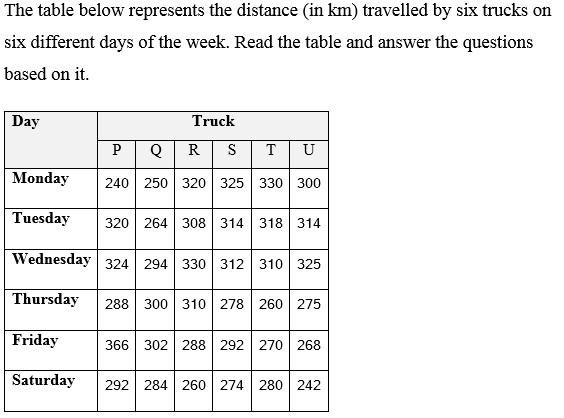 The table below represents the distance (in km) travelled by six trucks on
six different days of the week. Read the table and answer the questions
based on it.
Day Truck
P Q R S T U
Monday 240 250 320 325 330 300
Tuesday 320 264 308 314 318 314
Wednesday 324 294 330 312 310 325
Thursday 288 300 310 278 260 275
Friday 366 302 288 292 270 268
Saturday 292 284 260 274 280 242